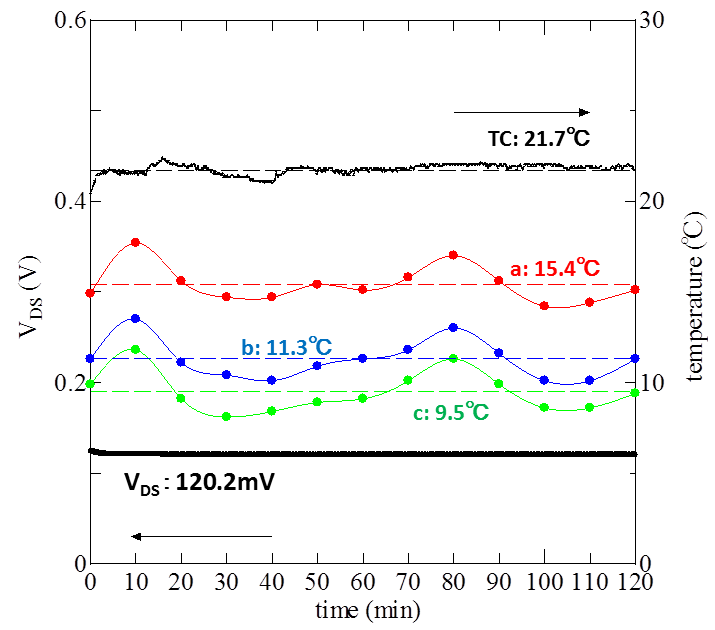 0.6
30
TC: 21.7℃
0.4
20
a: 15.4℃
V_DS (V)
temperature (℃)
b: 11.3℃
0.2
10
c: 9.5℃
V_DS : 120.2mV
0
0
0 10 20 30 40 50 60 70 80 90 100 110 120
time (min)